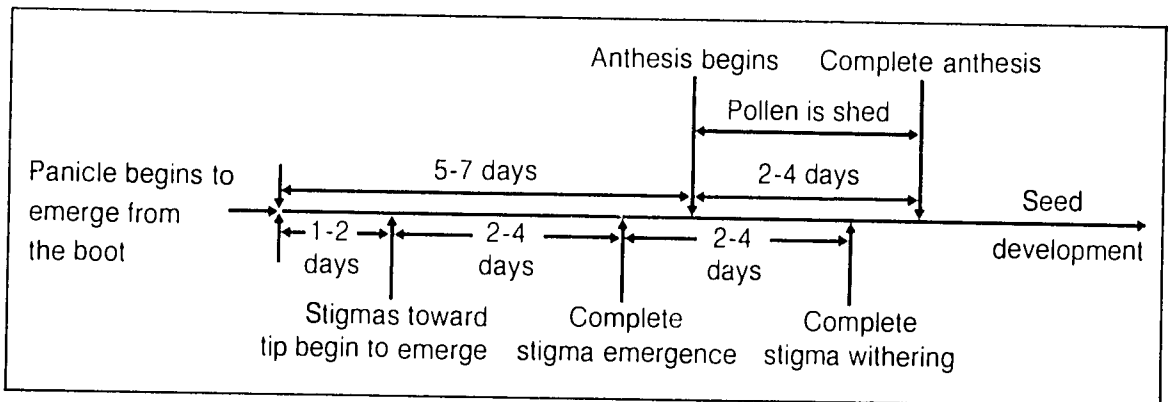 Anthesis begins Complete anthesis
Pollen is shed
Panicle begins to
emerge from
the boot
5-7 days
2-4 days
Seed
development
1-2
days
2-4
days
2-4
days
Stigmas toward
tip begin to emerge
Complete
stigma emergence
Complete
stigma withering